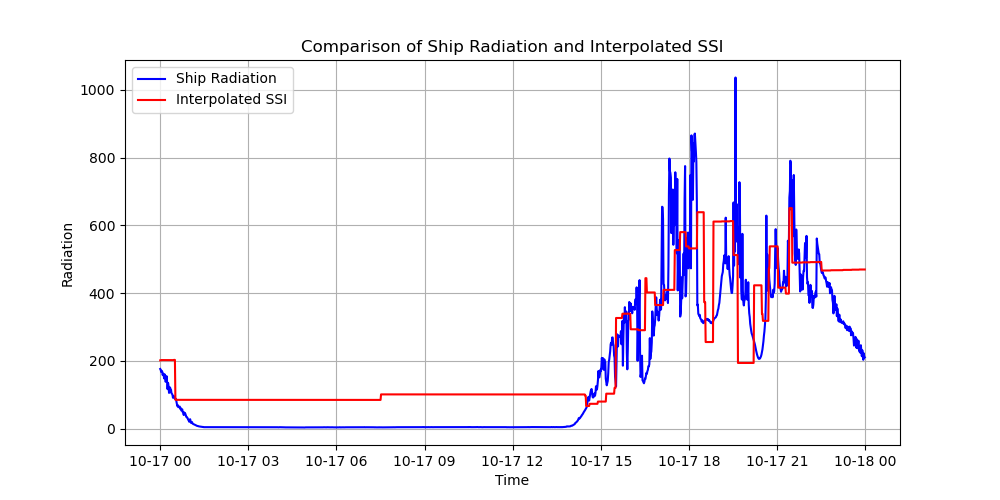 Comparison of Ship Radiation and Interpolated SSI
Ship Radiation
Interpolated SSI
Radiation
1000
800
600
400
200
0
10-17 00 10-17 03 10-17 06 10-17 09 10-17 12 10-17 15 10-17 18 10-17 21 10-18 00
Time